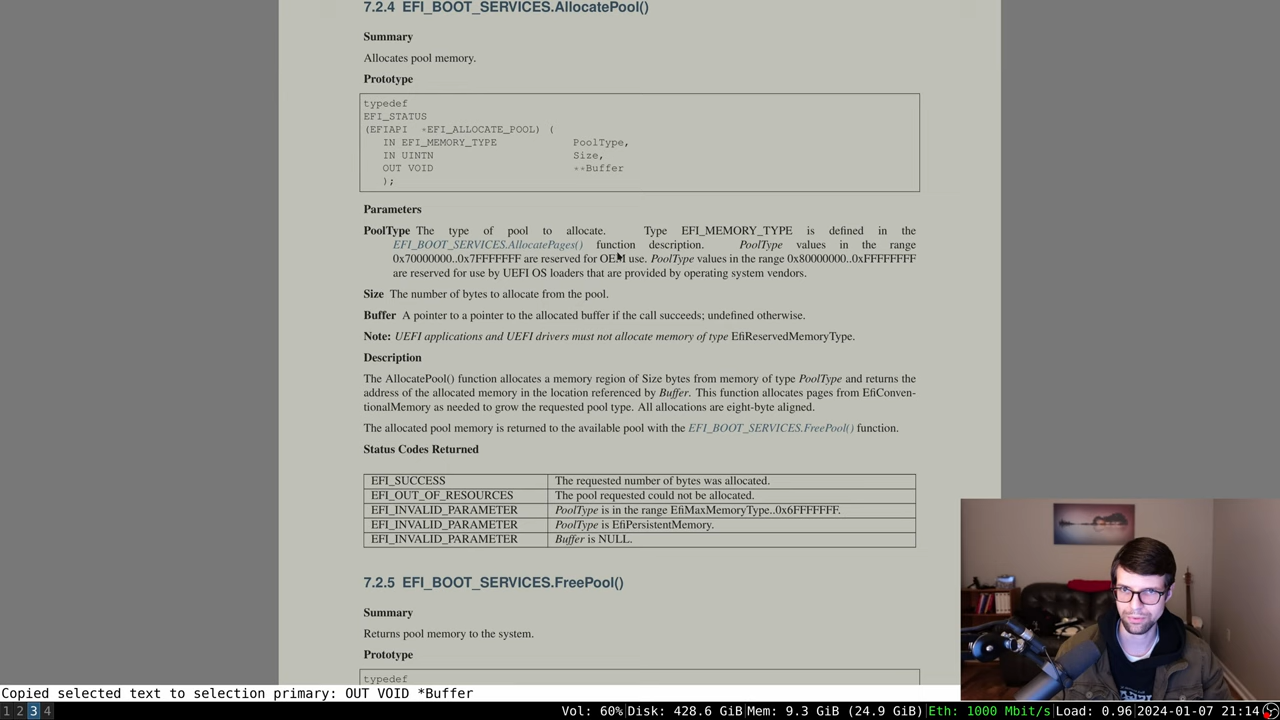 7.2.4 EFI_BOOT_SERVICES.AllocatePool()
Summary
Allocates pool memory.
Prototype
typedef
EFI_STATUS
(EFIAPI *EFI_ALLOCATE_POOL) (
IN EFI_MEMORY_TYPE PoolType,
IN UINTN Size,
OUT VOID **Buffer
);
Parameters
PoolType The type of pool to allocate. Type EFI_MEMORY_TYPE is defined in the
EFI_BOOT_SERVICES.AllocatePages() function description. PoolType values in the range
0x70000000..0x7FFFFFFF are reserved for OEM use. PoolType values in the range 0x80000000..0xFFFFFFFF
are reserved for use by UEFI OS loaders that are provided by operating system vendors.
Size The number of bytes to allocate from the pool.
Buffer A pointer to a pointer to the allocated buffer if the call succeeds; undefined otherwise.
Note: UEFI applications and UEFI drivers must not allocate memory of type EfiReservedMemoryType.
Description
The AllocatePool() function allocates a memory region of Size bytes from memory of type PoolType and returns the
address of the allocated memory in the location referenced by Buffer. This function allocates pages from EfiConven-
tionalMemory as needed to grow the requested pool type. All allocations are eight-byte aligned.
The allocated pool memory is returned to the available pool with the EFI_BOOT_SERVICES.FreePool() function.
Status Codes Returned
EFI_SUCCESS The requested number of bytes was allocated.
EFI_OUT_OF_RESOURCES The pool requested could not be allocated.
EFI_INVALID_PARAMETER PoolType is in the range EfiMaxMemoryType..0x6FFFFFFF.
EFI_INVALID_PARAMETER PoolType is EfiPersistentMemory.
EFI_INVALID_PARAMETER Buffer is NULL.
7.2.5 EFI_BOOT_SERVICES.FreePool()
Summary
Returns pool memory to the system.
Prototype
typedef
Copied selected text to selection primary: OUT VOID *Buffer
1 2 3 4 Vol: 60%|Disk: 428.6 GiB|Mem: 9.3 GiB (24.9 GiB)|Eth: 1000 Mbit/s|Load: 0.96|2024-01-07 21:14